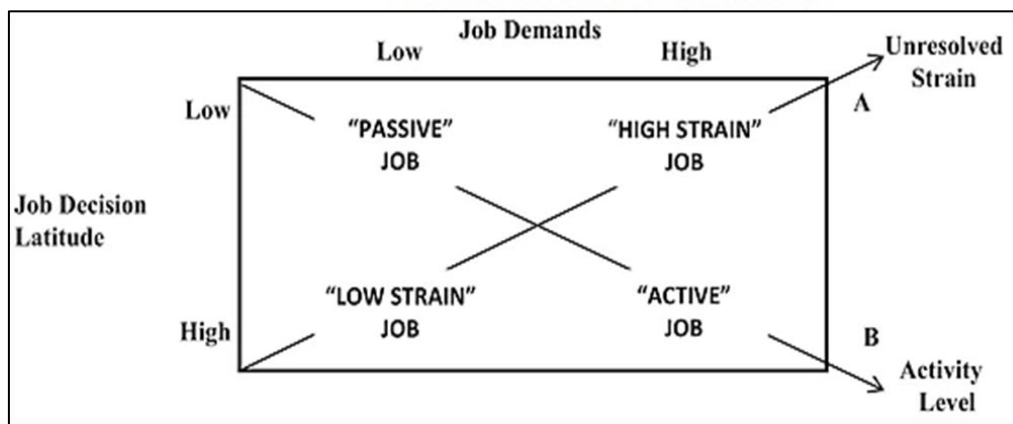 Job Demands
Low High
Unresolved
Strain
Low
A
“PASSIVE” “HIGH STRAIN”
JOB JOB
Job Decision
Latitude
“LOW STRAIN” “ACTIVE”
JOB JOB
High
B
Activity
Level